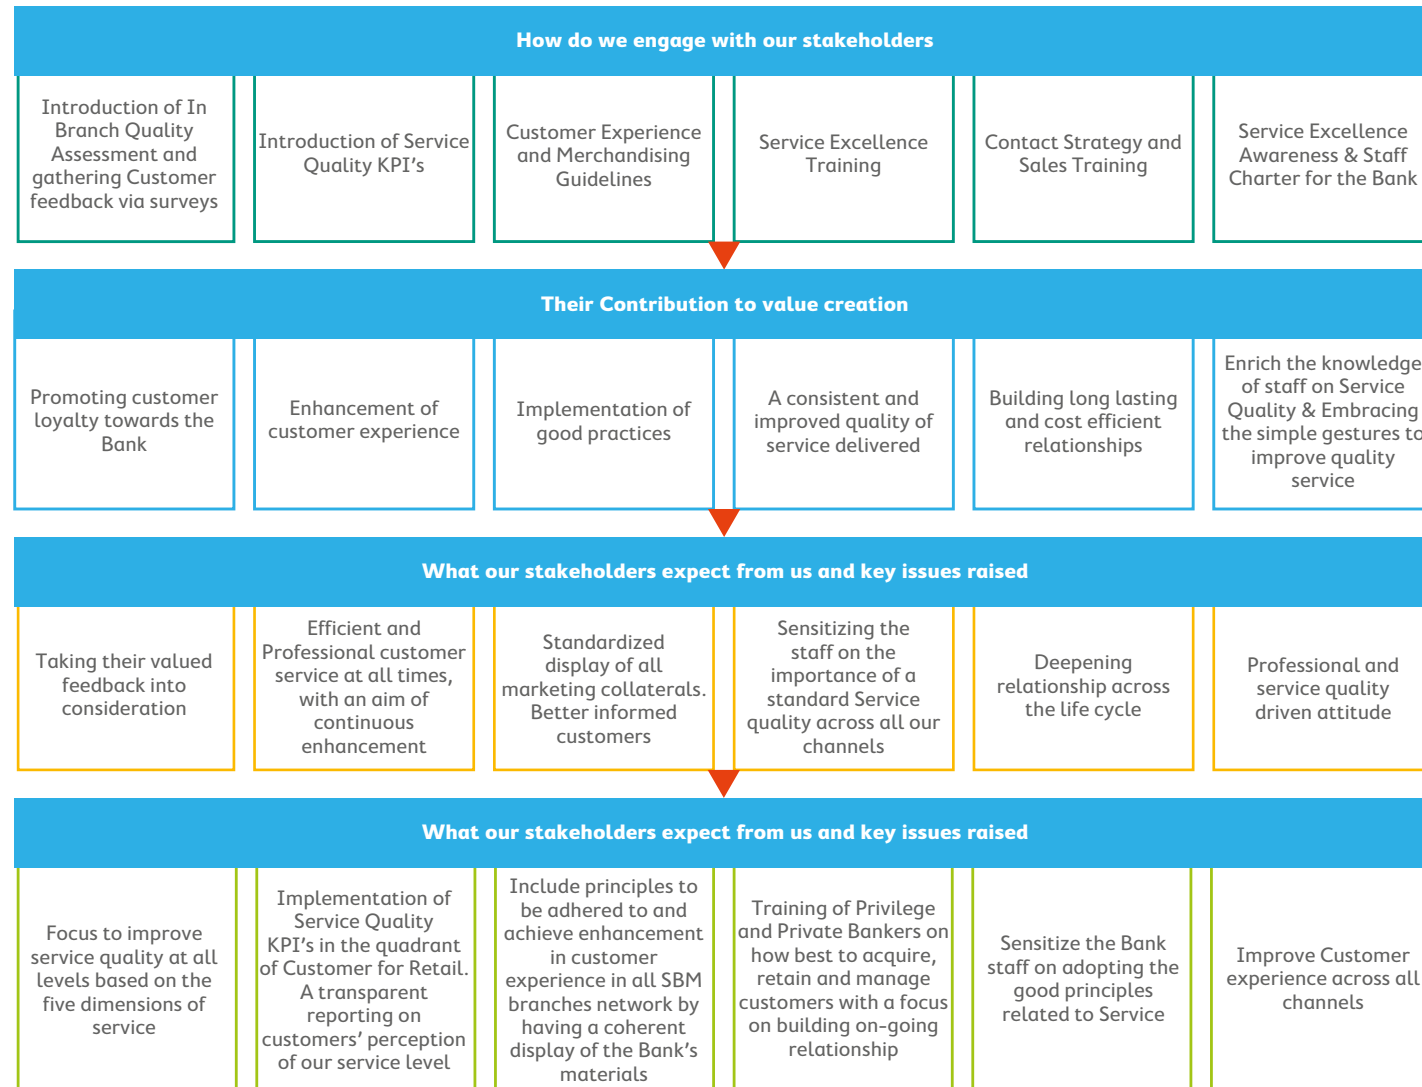 How do we engage with our stakeholders
Introduction of In
Branch Quality
Assessment and
gathering Customer
feedback via surveys
Introduction of Service
Quality KPI's
Customer Experience
and Merchandising
Guidelines
Service Excellence
Training
Contact Strategy and
Sales Training
Service Excellence
Awareness & Staff
Charter for the Bank
Their Contribution to value creation
Promoting customer
loyalty towards the
Bank
Enhancement of
customer experience
Implementation of
good practices
A consistent and
improved quality of
service delivered
Building long lasting
and cost efficient
relationships
Enrich the knowledge
of staff on Service
Quality & Embracing
the simple gestures to
improve quality
service
What our stakeholders expect from us and key issues raised
Taking their valued
feedback into
consideration
Efficient and
Professional customer
service at all times,
with an aim of
continuous
enhancement
Standardized
display of all
marketing collaterals.
Better informed
customers
Sensitizing the
staff on the
importance of a
standard Service
quality across all our
channels
Deepening
relationship across
the life cycle
Professional and
service quality
driven attitude
What our stakeholders expect from us and key issues raised
Focus to improve
service quality at all
levels based on the
five dimensions of
service
Implementation of
Service Quality
KPI's in the quadrant
of Customer for Retail.
A transparent
reporting on
customers' perception
of our service level
Include principles to
be adhered to and
achieve enhancement
in customer
experience in all SBM
branches network by
having a coherent
display of the Bank's
materials
Training of Privilege
and Private Bankers on
how best to acquire,
retain and manage
customers with a focus
on building on-going
relationship
Sensitize the Bank
staff on adopting the
good principles
related to Service
Improve Customer
experience across all
channels